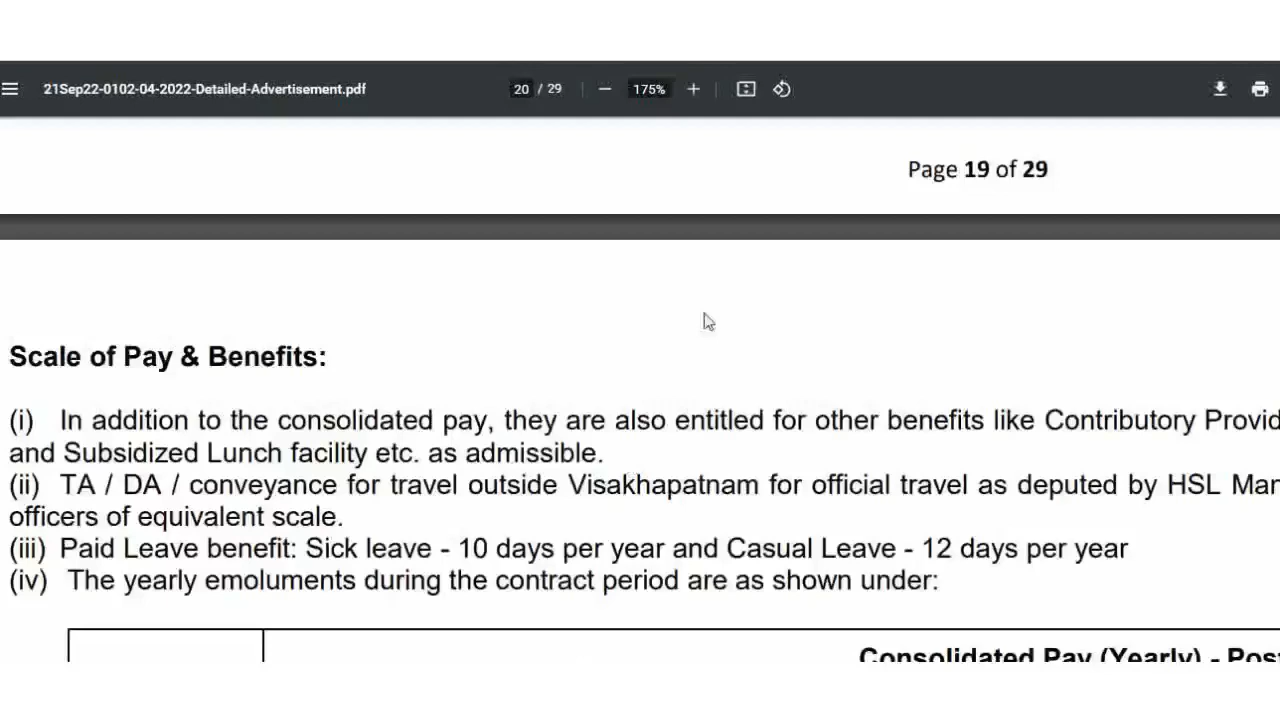 21Sep22-0102-04-2022-Detailed-Advertisement.pdf 20 / 29 175%
Page 19 of 29
Scale of Pay & Benefits:
(i) In addition to the consolidated pay, they are also entitled for other benefits like Contributory
and Subsidized Lunch facility etc. as admissible.
(ii) TA / DA / conveyance for travel outside Visakhapatnam for official travel as deputed by HSL
officers of equivalent scale.
(iii) Paid Leave benefit: Sick leave - 10 days per year and Casual Leave - 12 days per year
(iv) The yearly emoluments during the contract period are as shown under:
Consolidated Pay (Yearly) -